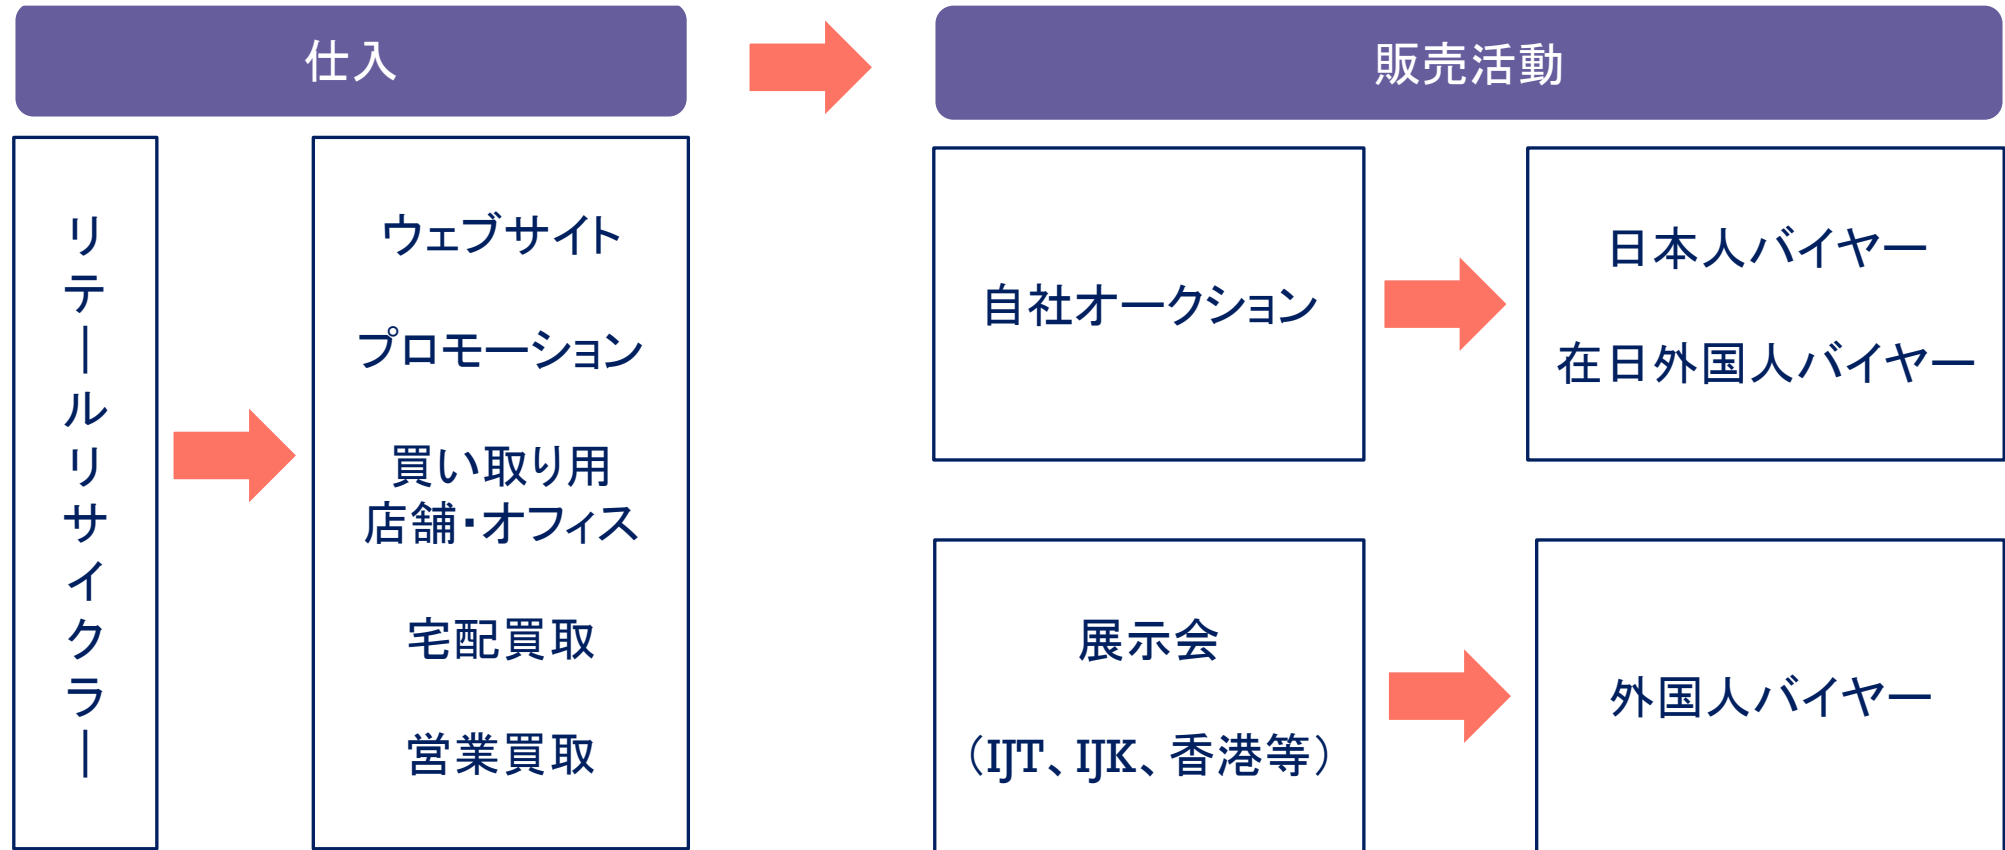 仕入
販売活動
リテールリサイクラー
ウェブサイト
プロモーション
買い取り用
店舗・オフィス
宅配買取
営業買取
自社オークション
日本人バイヤー
在日外国人バイヤー
展示会
（IJT、IJK、香港等）
外国人バイヤー